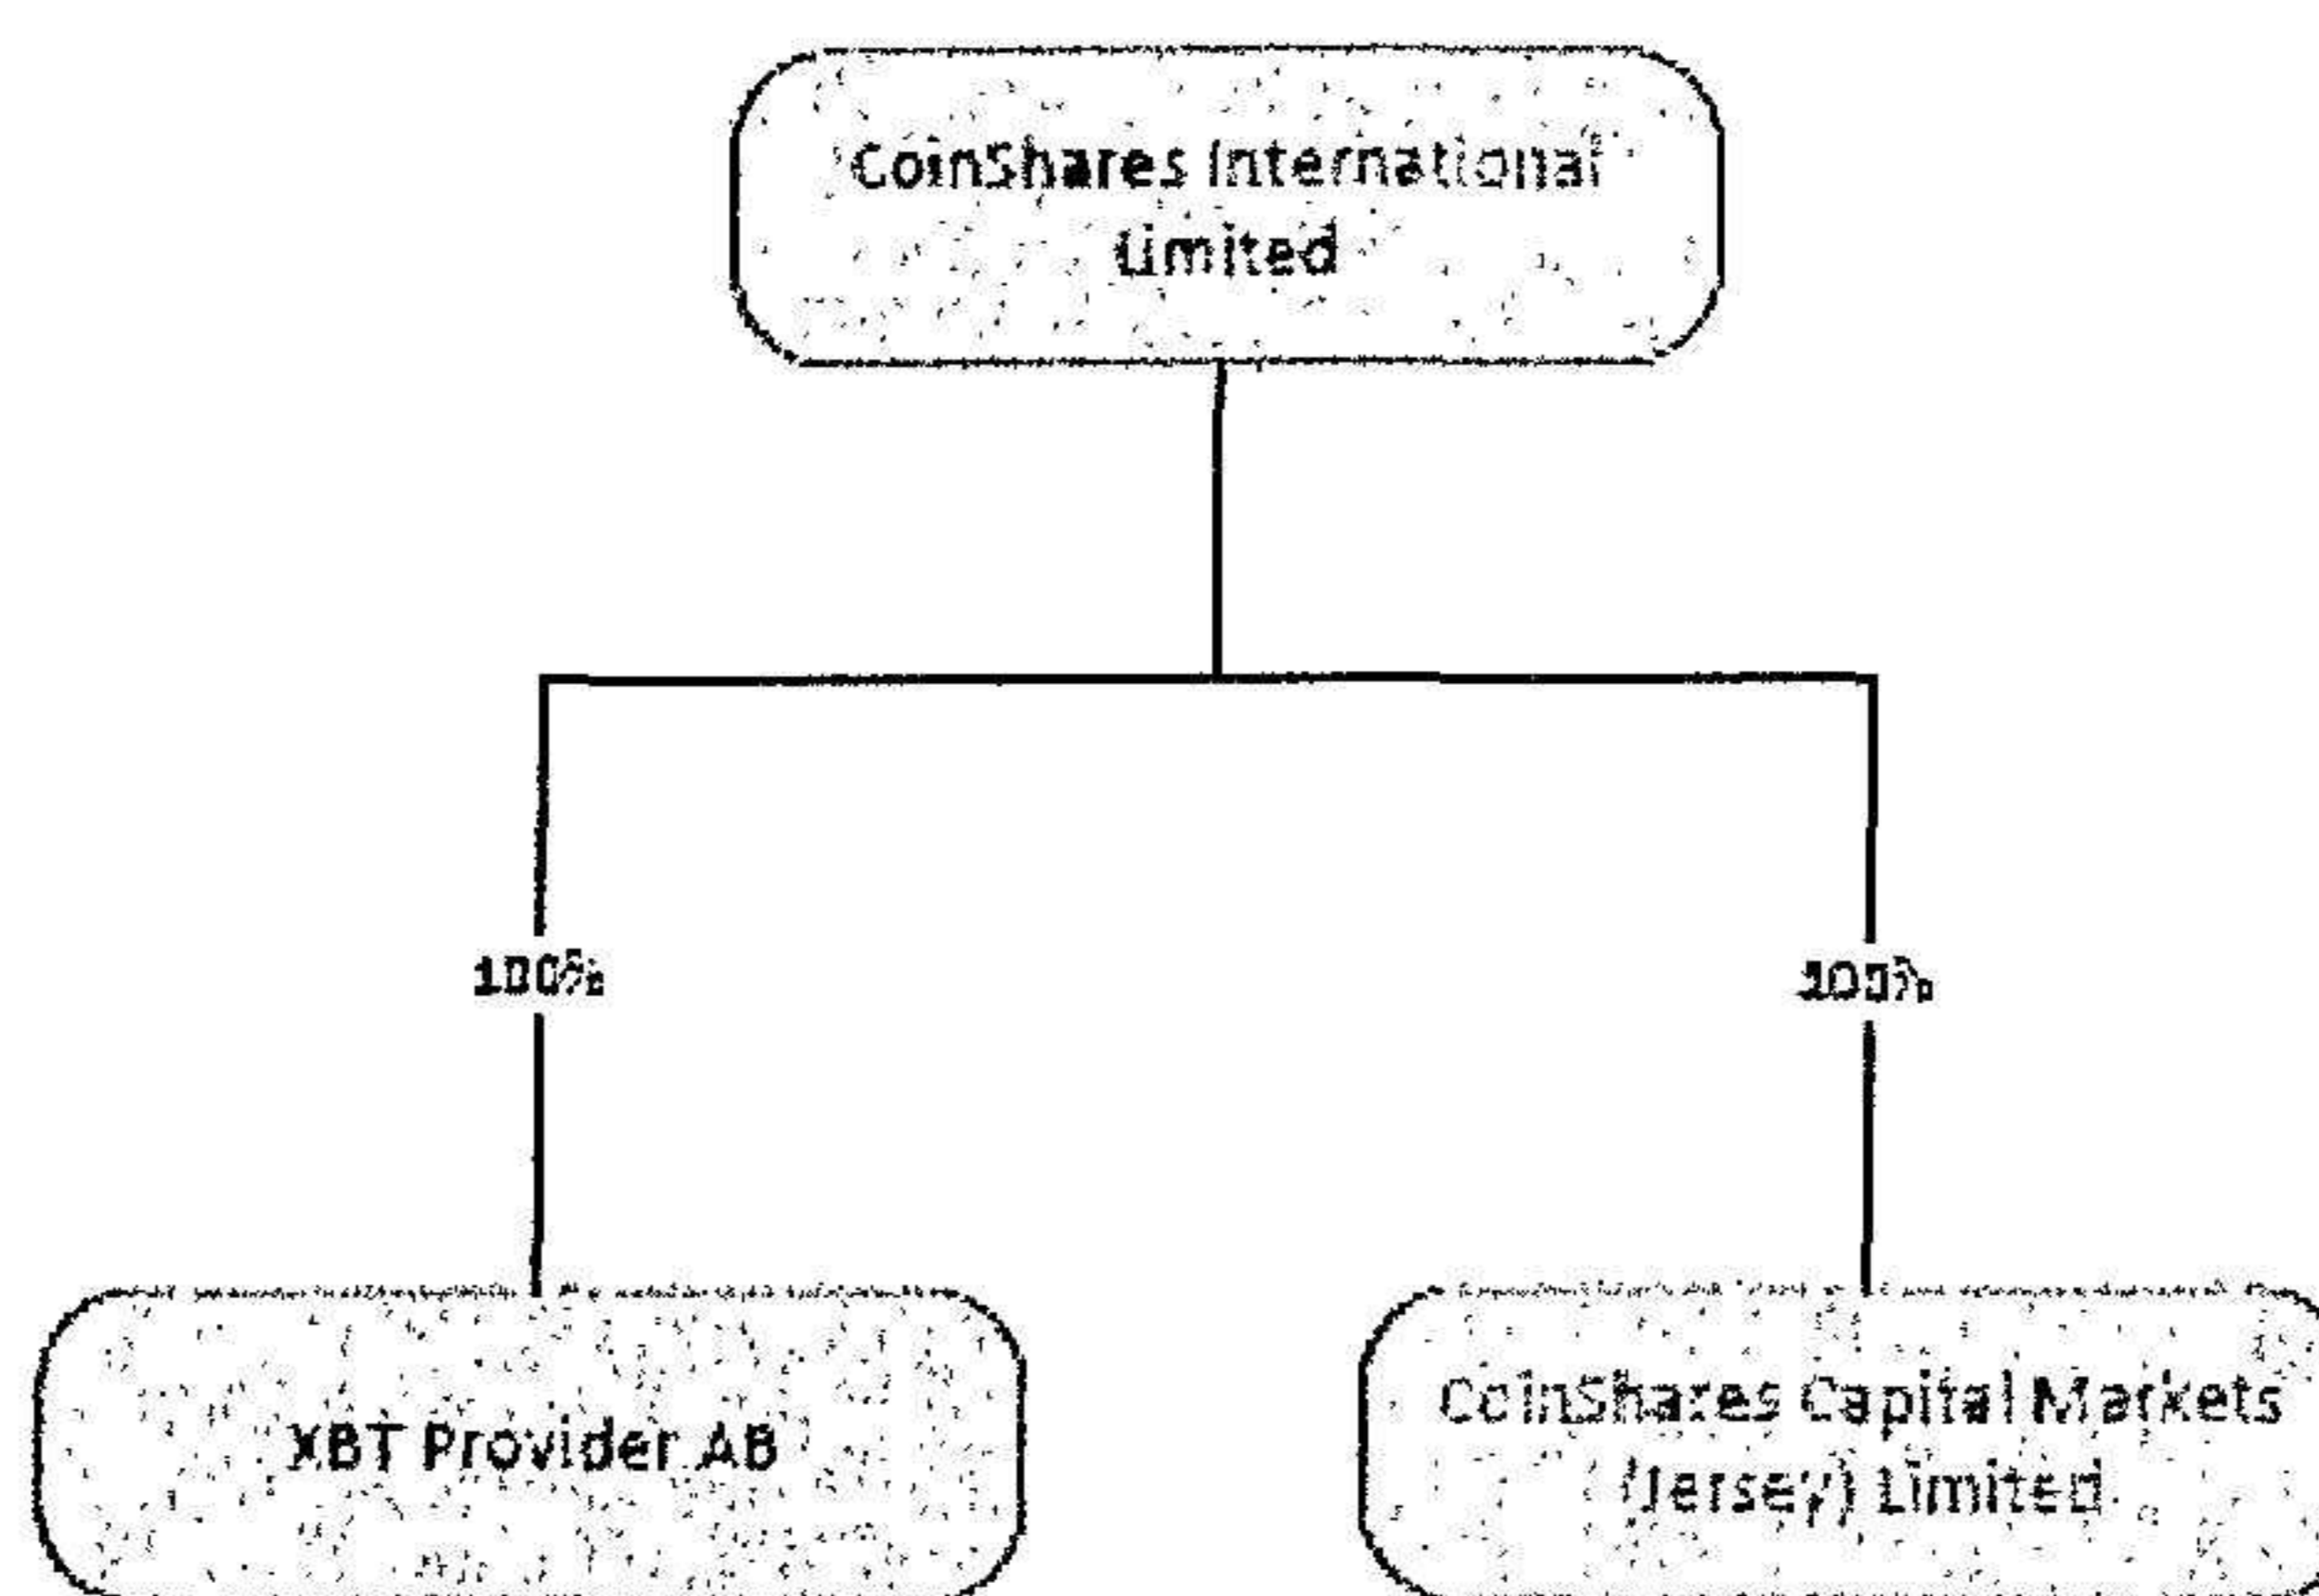 CoinShares International
Limited
100%
100%
XBT Provider AB
CoinShares Capital Markets
(Jersey) Limited